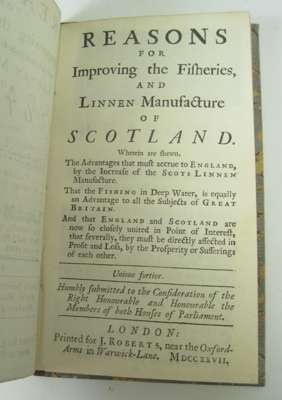 REASONS
FOR
Improving the Fisheries,
AND
LINNEN Manufacture
OF
SCOTLAND.
Wherein are shewn,
The Advantages that must accrue to ENGLAND,
by the Increase of the SCOTS LINNEN
Manufacture.
That the FISHING in Deep Water, is equally
an Advantage to all the Subjects of GREAT
BRITAIN.
And that ENGLAND and SCOTLAND are
now so closely united in Point of Interest,
that severally, they must be directly affected in
Profit and Loss, by the Prosperity or Sufferings
of each other.
Unione fortior.
Humbly submitted to the Consideration of the
Right Honourable and Honourable the
Members of both Houses of Parliament.
LONDON:
Printed for J. ROBERTS, near the Oxford-
Arms in Warwick-Lane. MDCCXXVII.